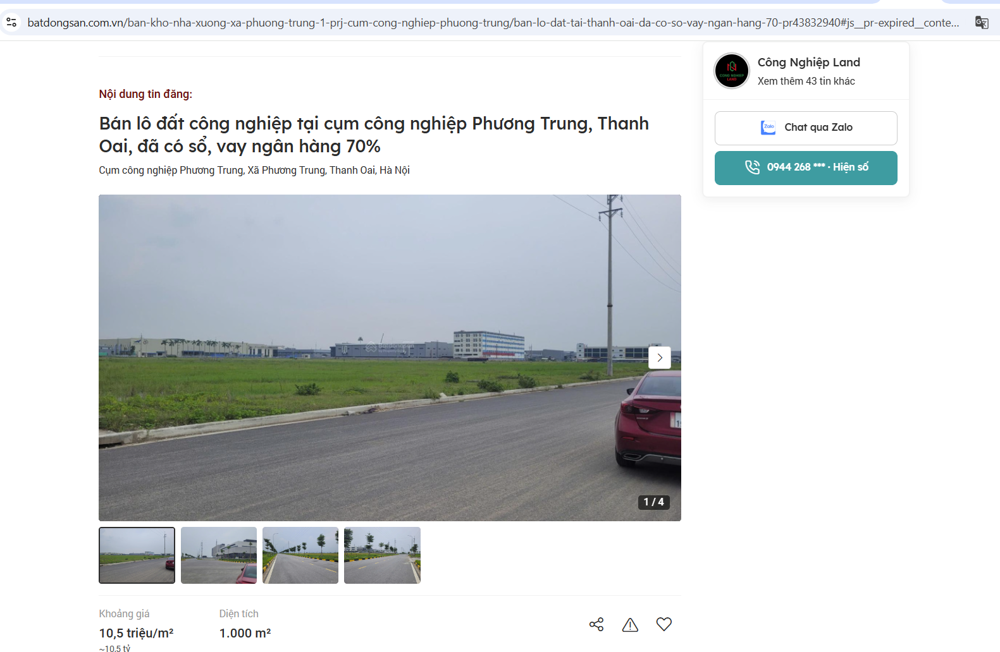 batdongsan.com.vn/ban-kho-nha-xuong-xa-phuong-trung-1-prj-cum-cong-nghiep-phuong-trung/ban-lo-dat-tai-thanh-oai-da-co-so-vay-ngan-hang-70-pr43832940#js__pr-expired__conte...
Công Nghiệp Land
Xem thêm 43 tin khác
CONG NGHIEP
LAND
Chat qua Zalo
Zalo
0944 268 *** · Hiện số
Nội dung tin đăng:
Bán lô đất công nghiệp tại cụm công nghiệp Phương Trung, Thanh
Oai, đã có sổ, vay ngân hàng 70%
Cụm công nghiệp Phương Trung, Xã Phương Trung, Thanh Oai, Hà Nội
1 / 4
Khoảng giá
Diện tích
10,5 triệu/m²
1.000 m²
~10,5 tỷ